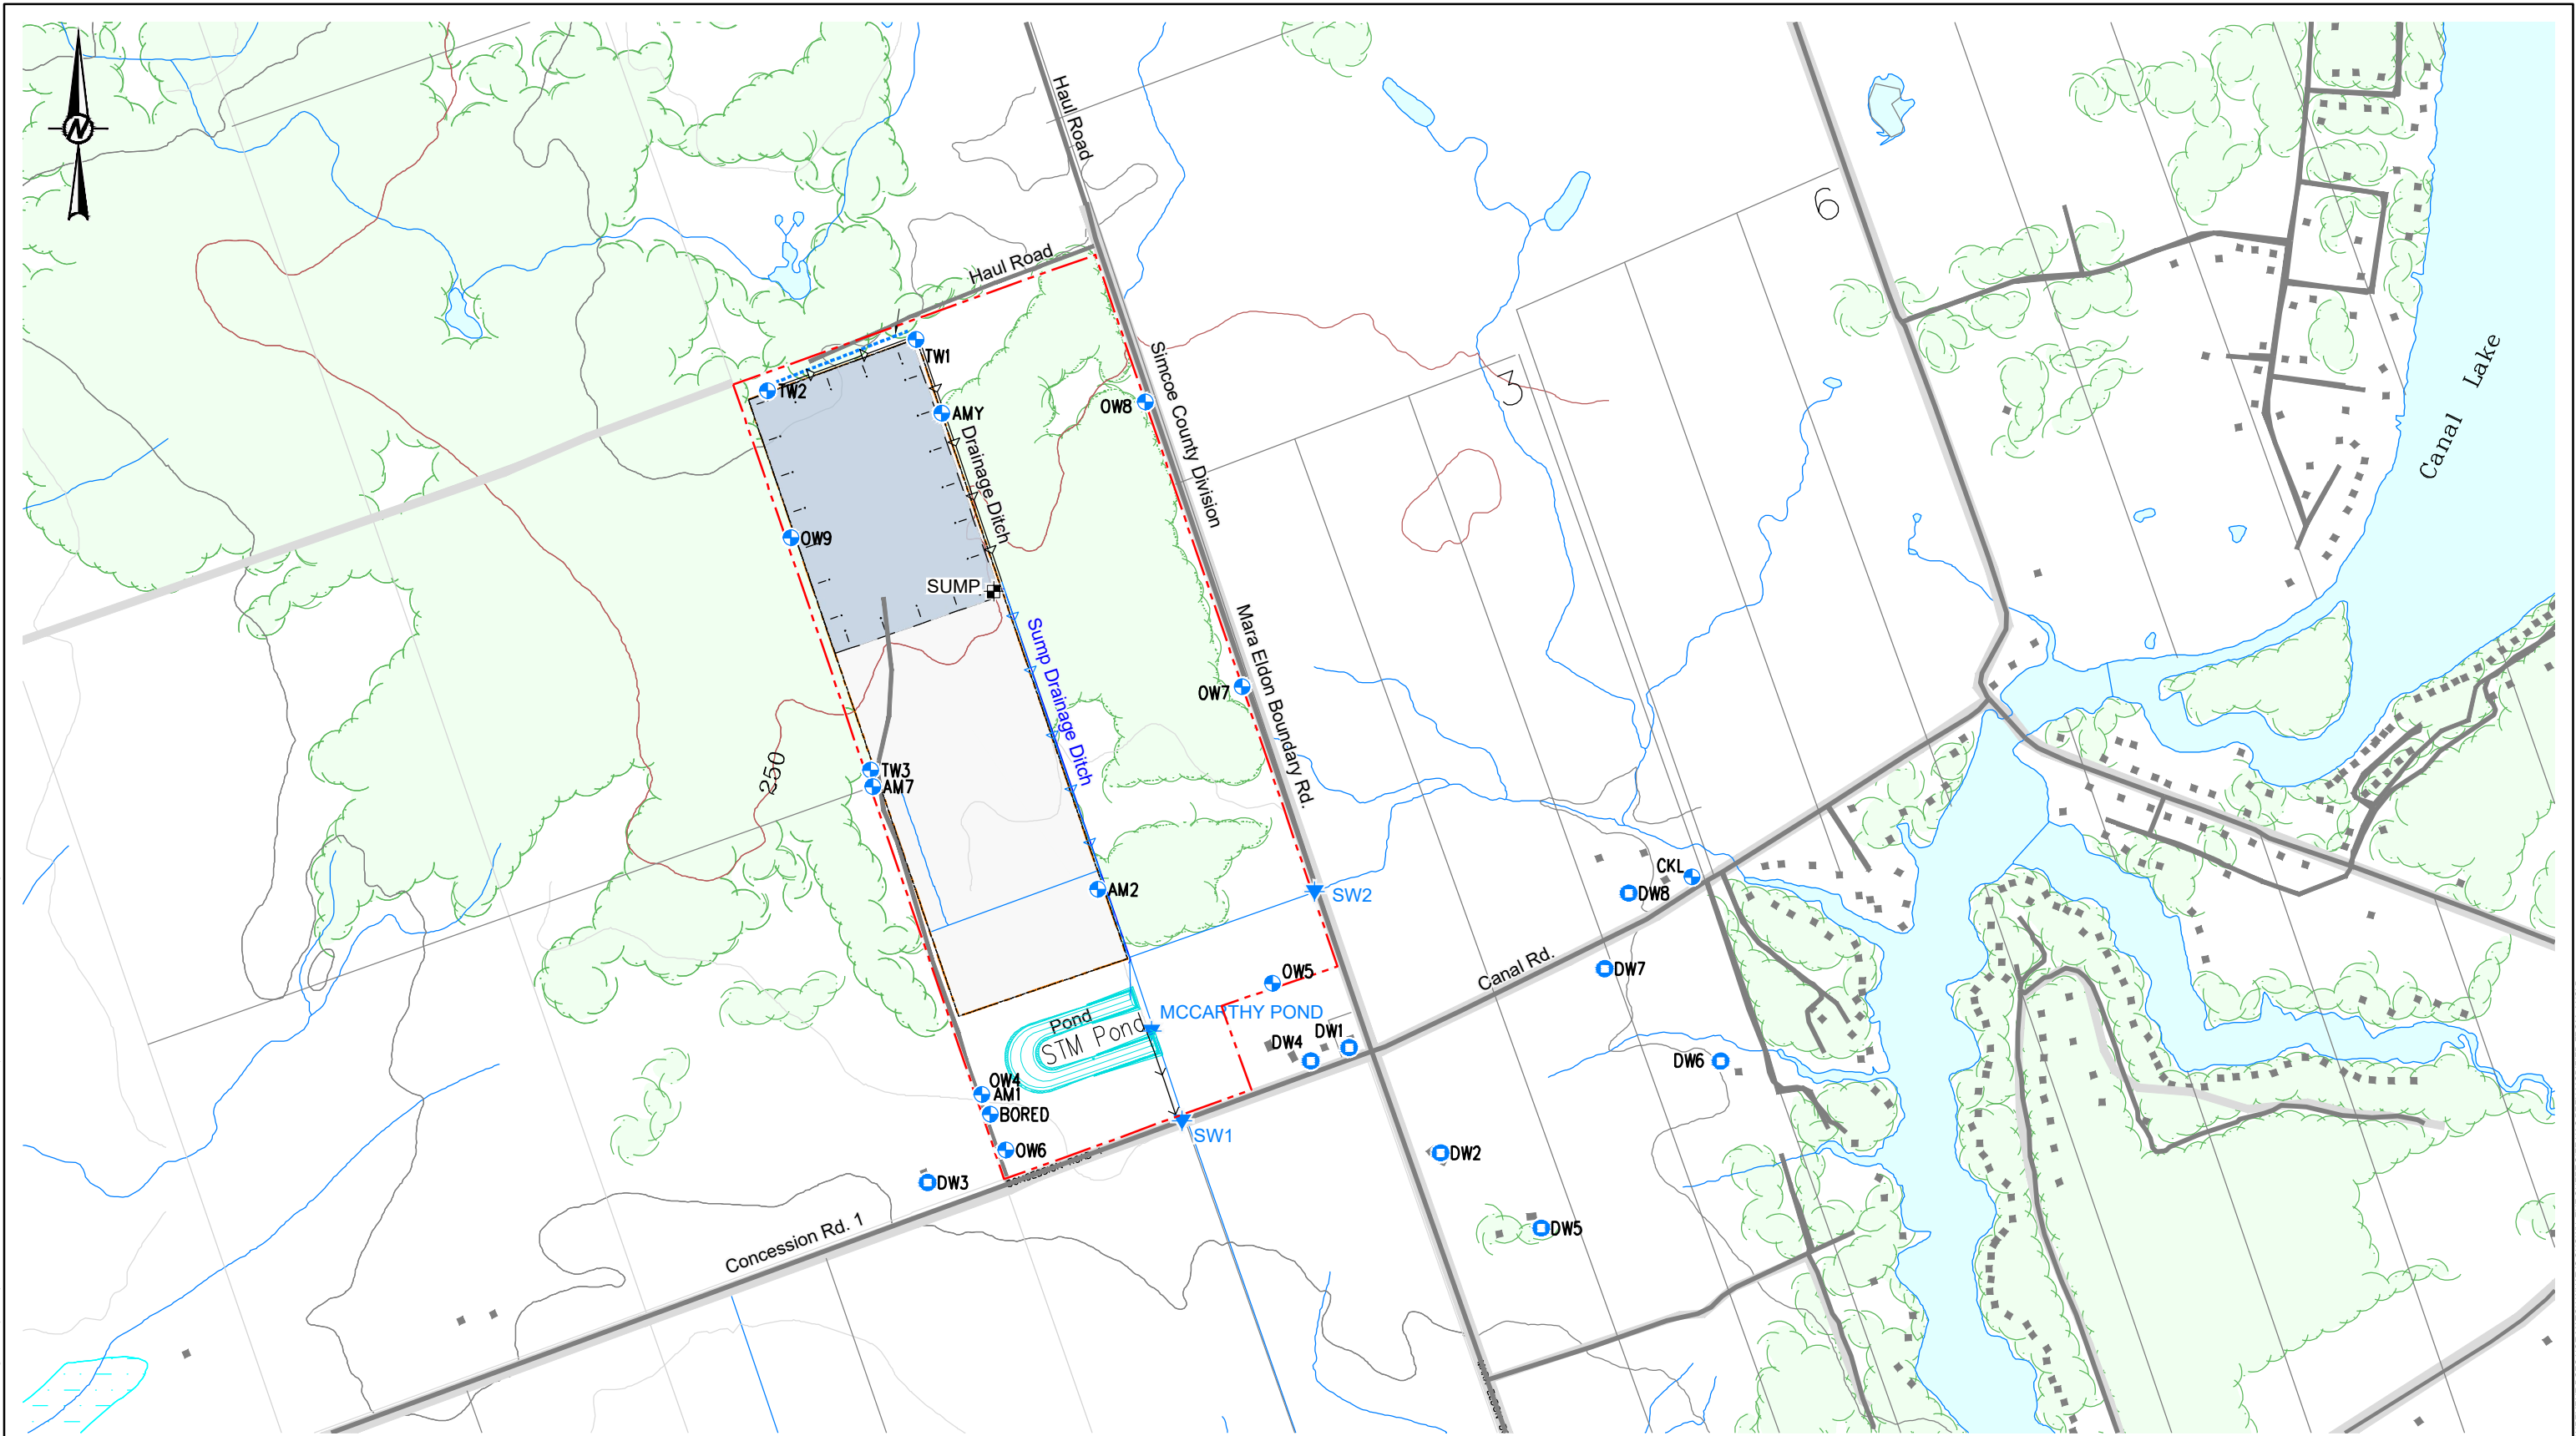 N
Haul Road
6
Haul Road
Canal Lake
TW1
Simcoe County Division
3
TW2
OW8
AMY
Drainage Ditch
OW9
SUMP
Sump Drainage Ditch
Mara Eldon Boundary Rd.
OW7
250
TW3
AM7
CKL
AM2
SW2
DW8
Canal Rd.
DW7
OW5
MCCARTHY POND
Pond
STM Pond
DW1
DW4
DW6
OW4
AM1
BORED
SW1
OW6
DW2
DW3
DW5
Concession Rd. 1